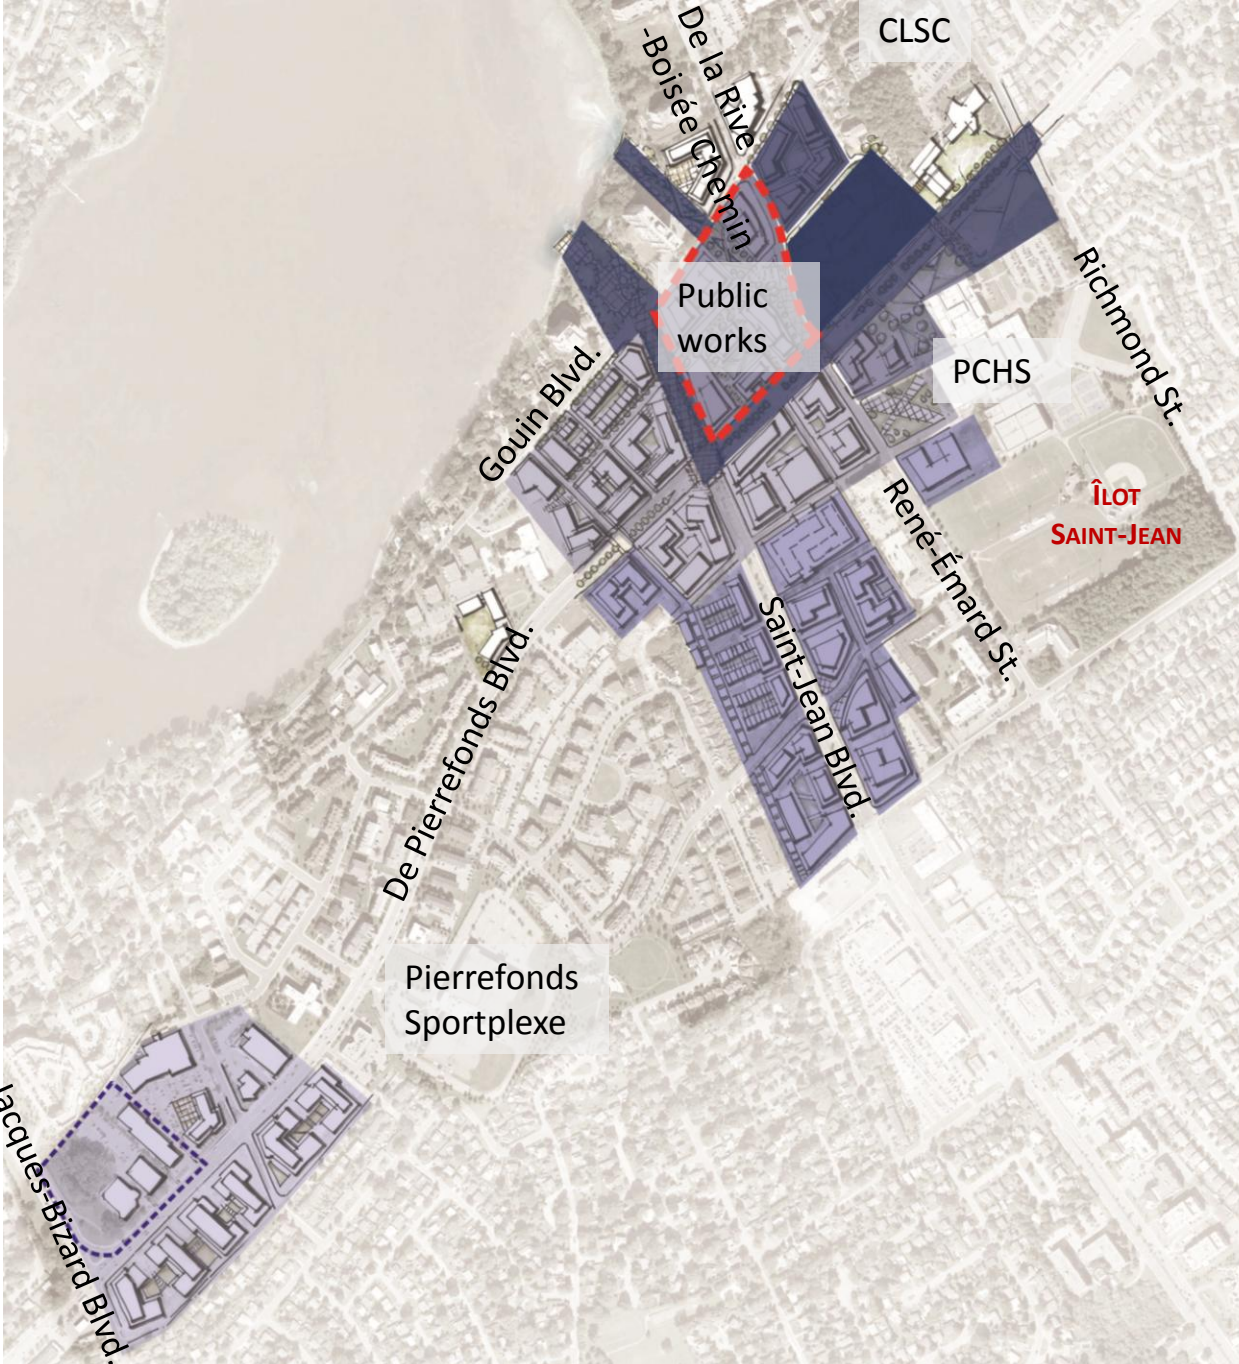 CLSC
De la Rive
-Boisée Chemin
Public
works
Richmond St.
PCHS
Gouin Blvd.
ÎLOT
SAINT-JEAN
René-Émard St.
Saint-Jean Blvd.
De Pierrefonds Blvd.
Pierrefonds
Sportplexe
Jacques-Bizard Blvd.